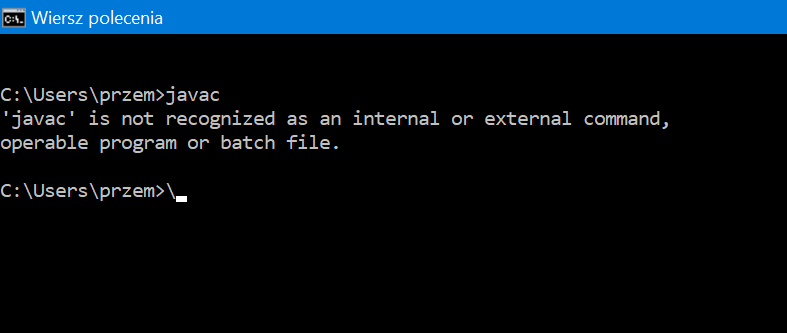 Wiersz polecenia
C:\Users\przem>javac
'javac' is not recognized as an internal or external command,
operable program or batch file.
C:\Users\przem>\